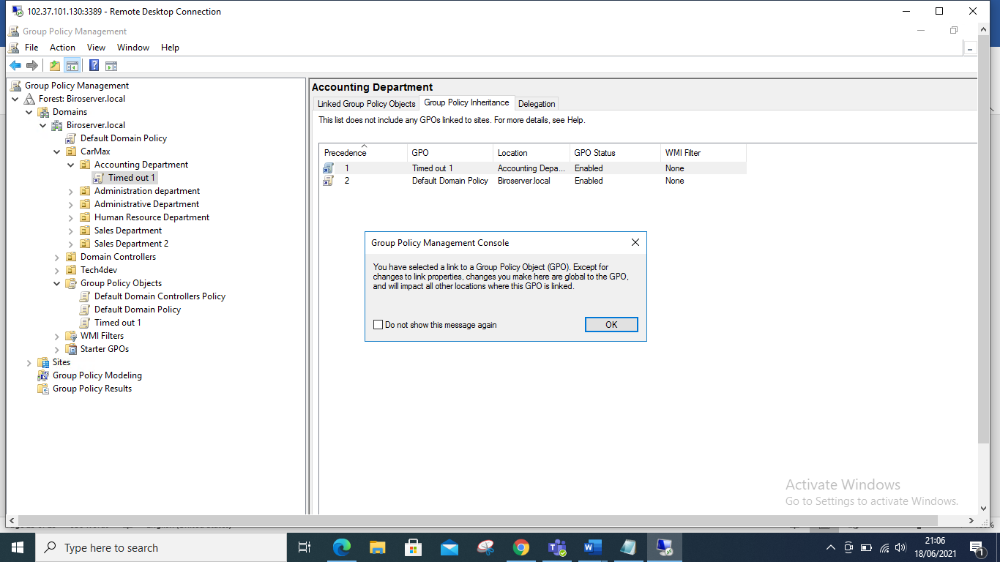 102.37.101.130:3389 - Remote Desktop Connection
Group Policy Management
File Action View Window Help
Group Policy Management
Forest: Biroserver.local
Domains
Biroserver.local
Default Domain Policy
CarMax
Accounting Department
Timed out 1
Administration department
Administrative Department
Human Resource Department
Sales Department
Sales Department 2
Domain Controllers
Tech4dev
Group Policy Objects
Default Domain Controllers Policy
Default Domain Policy
Timed out 1
WMI Filters
Starter GPOs
Sites
Group Policy Modeling
Group Policy Results
Accounting Department
Linked Group Policy Objects Group Policy Inheritance Delegation
This list does not include any GPOs linked to sites. For more details, see Help.
Precedence GPO Location GPO Status WMI Filter
1 Timed out 1 Accounting Depa... Enabled None
2 Default Domain Policy Biroserver.local Enabled None
Group Policy Management Console
You have selected a link to a Group Policy Object (GPO). Except for
changes to link properties, changes you make here are global to the GPO,
and will impact all other locations where this GPO is linked.
Do not show this message again OK
Activate Windows
Go to Settings to activate Windows.
Type here to search
21:06
18/06/2021
1